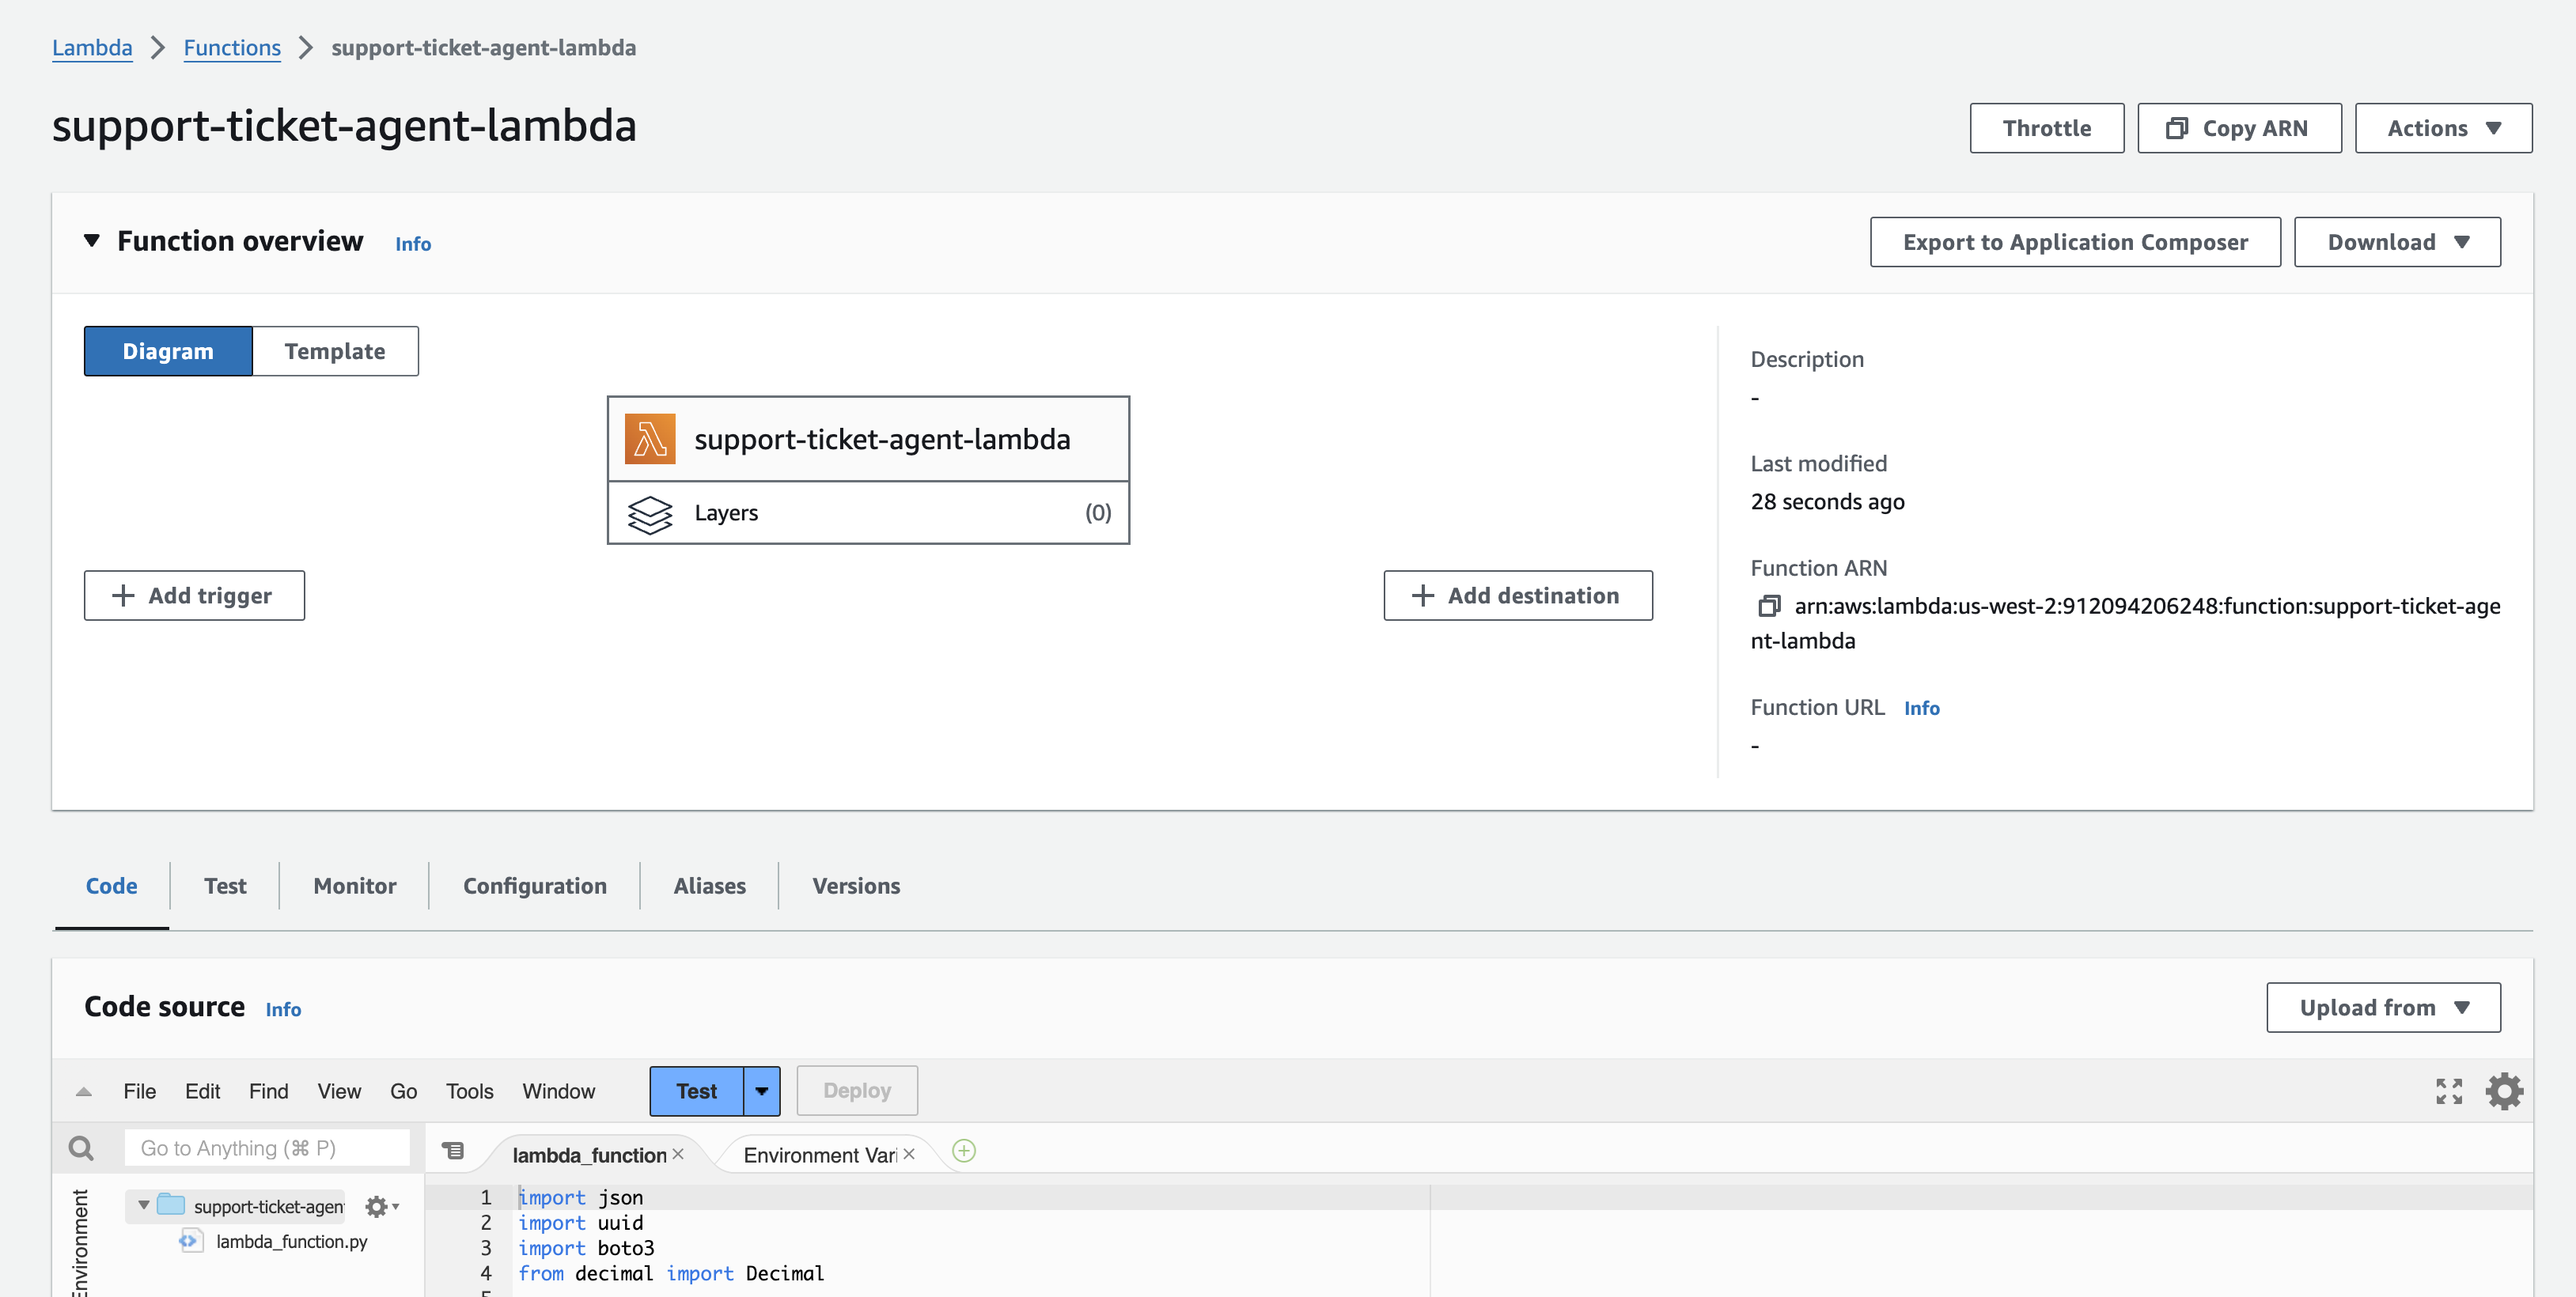 Lambda > Functions > support-ticket-agent-lambda
support-ticket-agent-lambda
Throttle
Copy ARN
Actions
Function overview Info
Export to Application Composer
Download
Diagram
Template
support-ticket-agent-lambda
Layers (0)
Add trigger
Add destination
Description
-
Last modified
28 seconds ago
Function ARN
arn:aws:lambda:us-west-2:912094206248:function:support-ticket-age
nt-lambda
Function URL Info
-
Code
Test
Monitor
Configuration
Aliases
Versions
Code source Info
Upload from
File Edit Find View Go Tools Window
Test
Deploy
Go to Anything (⌘ P)
lambda_function
Environment Vari
Environment
support-ticket-agen
lambda_function.py
1 import json
2 import uuid
3 import boto3
4 from decimal import Decimal